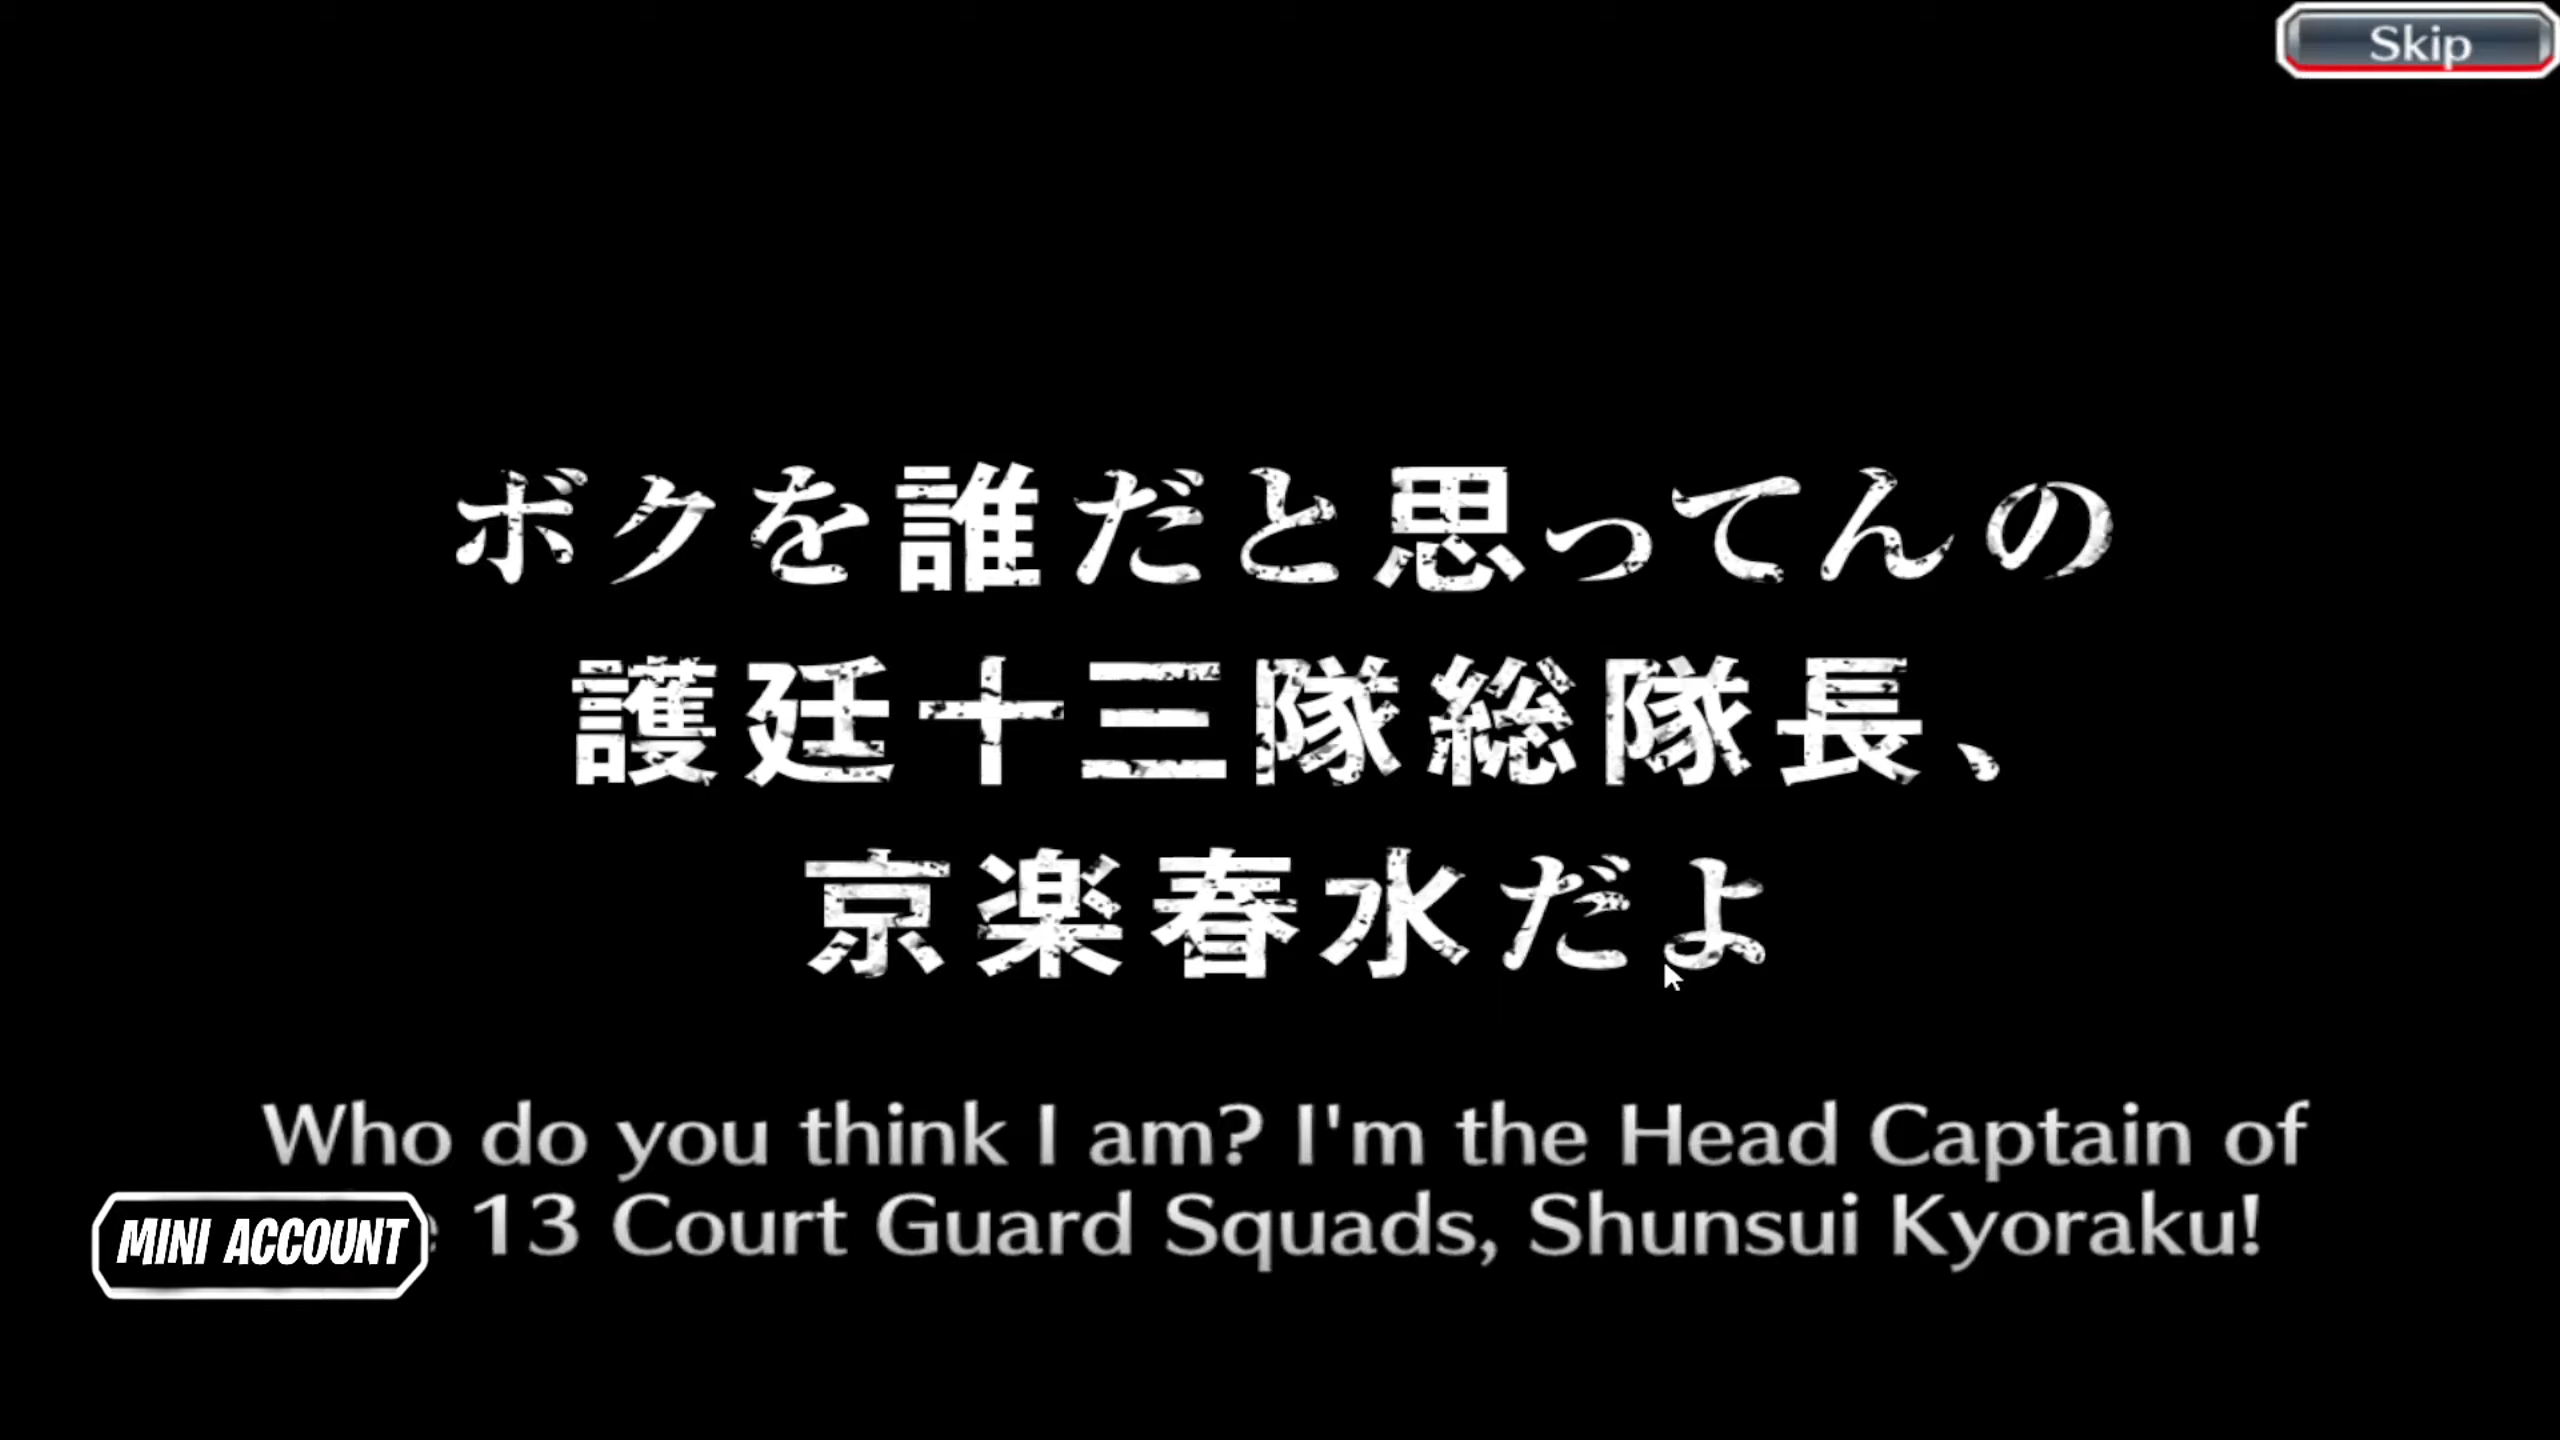 Skip
ボクを誰だと思ってんの
護廷十三隊総隊長、
京楽春水だよ
Who do you think I am? I'm the Head Captain of
13 Court Guard Squads, Shunsui Kyoraku!
MINI ACCOUNT